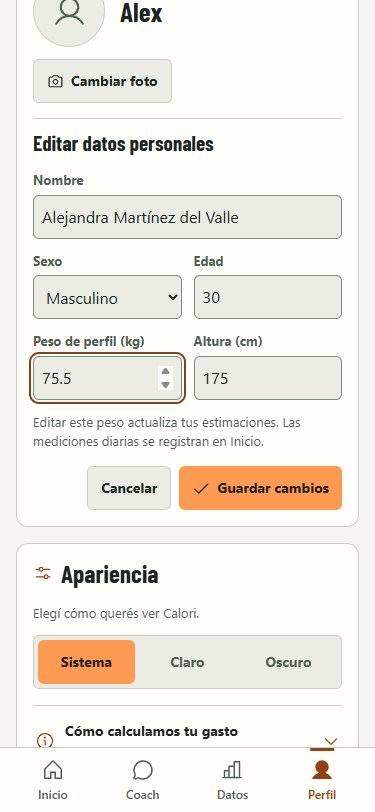 Alex
Cambiar foto
Editar datos personales
Nombre
Alejandra Martínez del Valle
Sexo Edad
Masculino 30
Peso de perfil (kg) Altura (cm)
75.5 175
Editar este peso actualiza tus estimaciones. Las
mediciones diarias se registran en Inicio.
Cancelar Guardar cambios
Apariencia
Elegí cómo querés ver Calori.
Sistema Claro Oscuro
Cómo calculamos tu gasto
Inicio Coach Datos Perfil